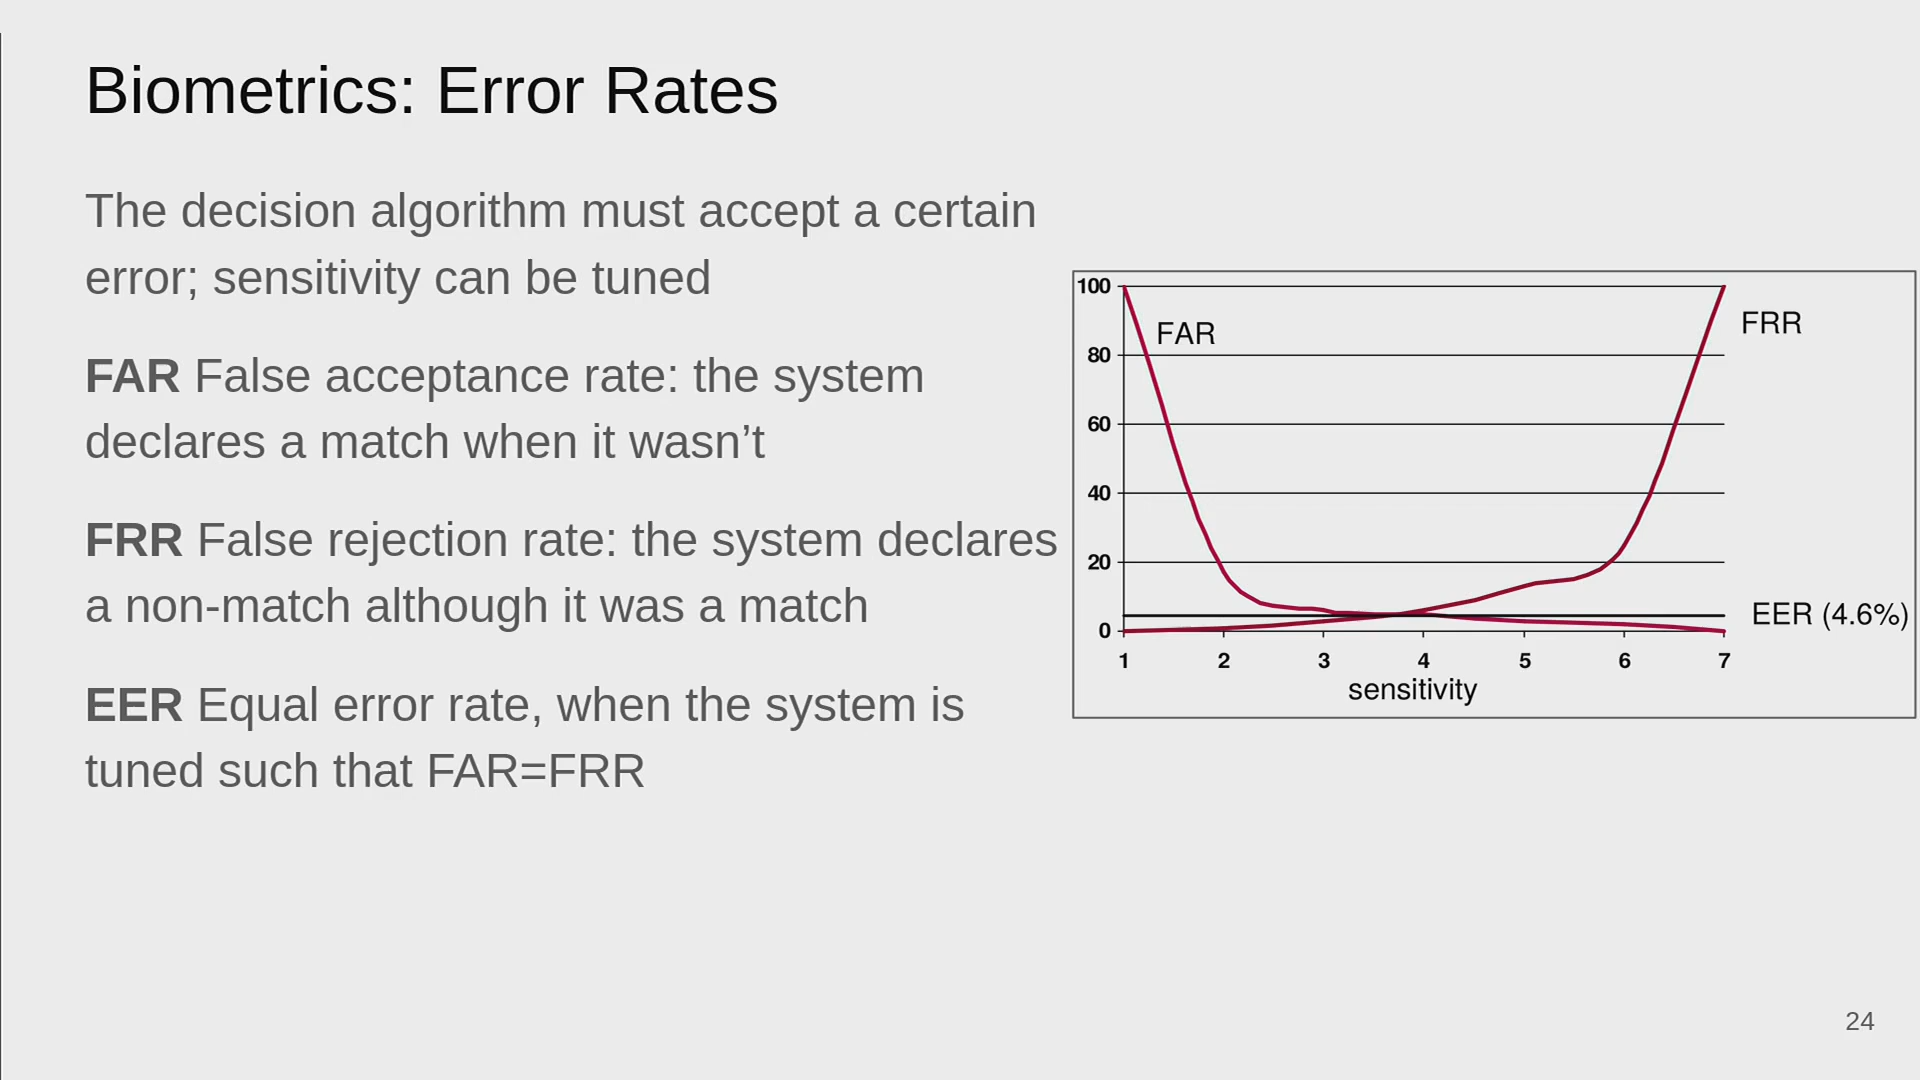 Biometrics: Error Rates
The decision algorithm must accept a certain
error; sensitivity can be tuned
FAR False acceptance rate: the system
declares a match when it wasn’t
FRR False rejection rate: the system declares
a non-match although it was a match
EER Equal error rate, when the system is
tuned such that FAR=FRR
100
FAR
FRR
80
60
40
20
EER (4.6%)
0
1 2 3 4 5 6 7
sensitivity
24